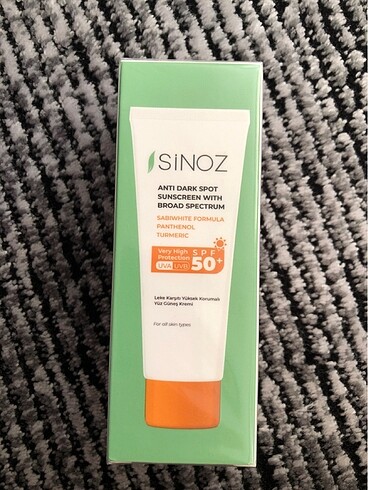 SiNOZ
ANTI DARK SPOT
SUNSCREEN WITH
BROAD SPECTRUM
SABIWHITE FORMULA
PANTHENOL
TURMERIC
Very High
Protection
UVA UVB
SPF
50+
Leke Karşıtı Yüksek Korumalı
Yüz Güneş Kremi
For all skin types